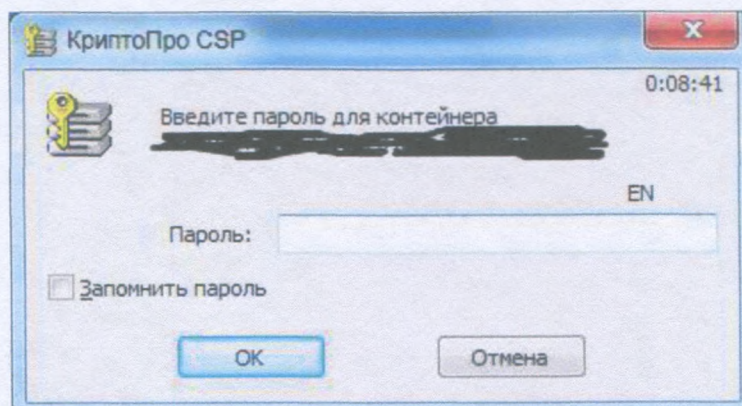 КриптоПро CSP
0:08:41
Введите пароль для контейнера
EN
Пароль:
Запомнить пароль
OK
Отмена